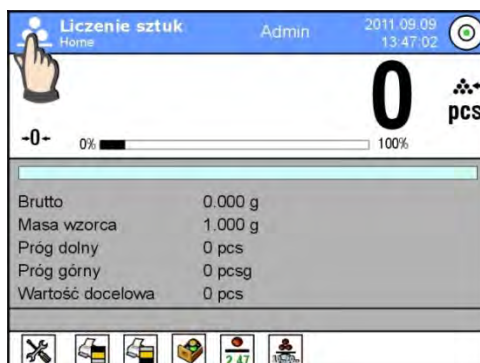 Liczenie sztuk Admin 2011.09.09
Home 13:47:02
0
pcs
→0← 0% 100%
Brutto 0.000 g
Masa wzorca 1.000 g
Próg dolny 0 pcs
Próg górny 0 pcsg
Wartość docelowa 0 pcs
2.47